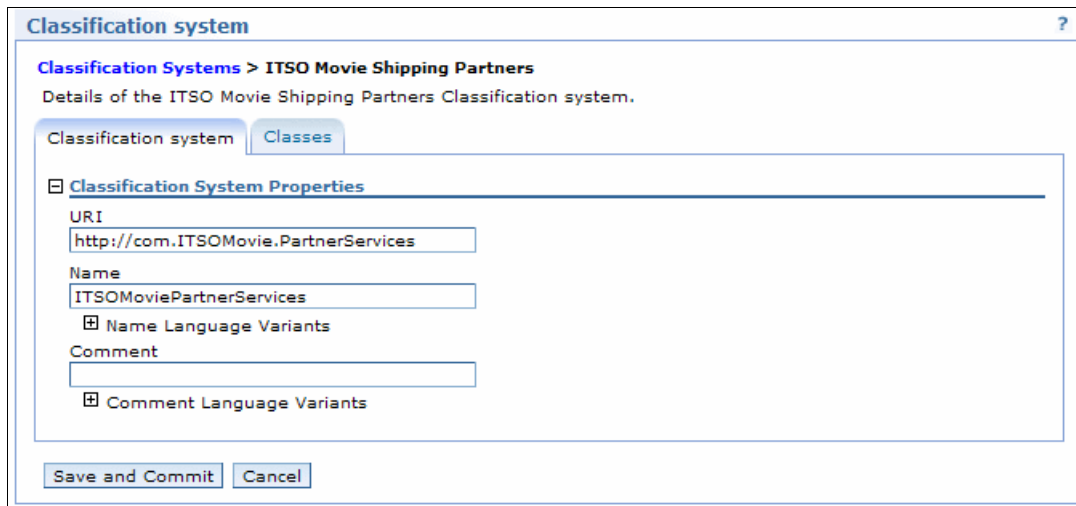 Classification system ?
Classification Systems > ITSO Movie Shipping Partners
Details of the ITSO Movie Shipping Partners Classification system.
Classification system Classes
Classification System Properties
URI
http://com.ITSOMovie.PartnerServices
Name
ITSOMoviePartnerServices
Name Language Variants
Comment
Comment Language Variants
Save and Commit Cancel